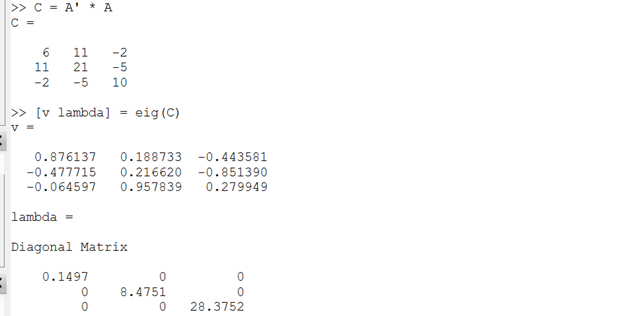 >> C = A' * A
C =
6 11 -2
11 21 -5
-2 -5 10
>> [v lambda] = eig(C)
v =
0.876137 0.188733 -0.443581
-0.477715 0.216620 -0.851390
-0.064597 0.957839 0.279949
lambda =
Diagonal Matrix
0.1497 0 0
0 8.4751 0
0 0 28.3752